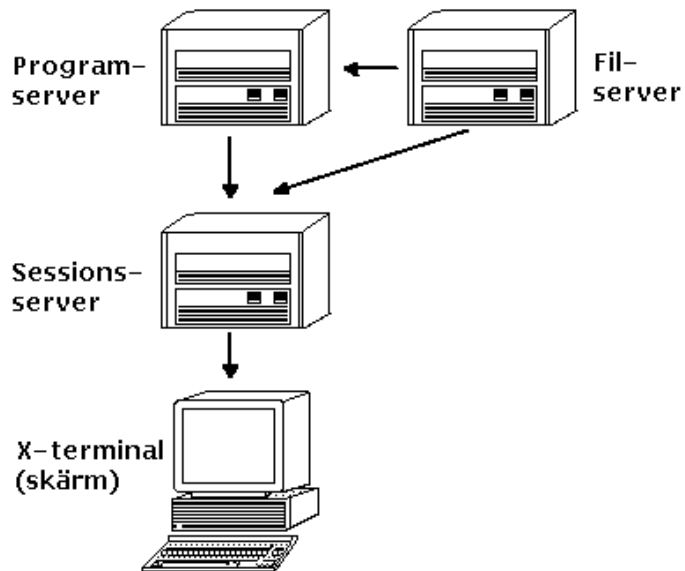 Program-
server
Fil-
server
Sessions-
server
X-terminal
(skärm)